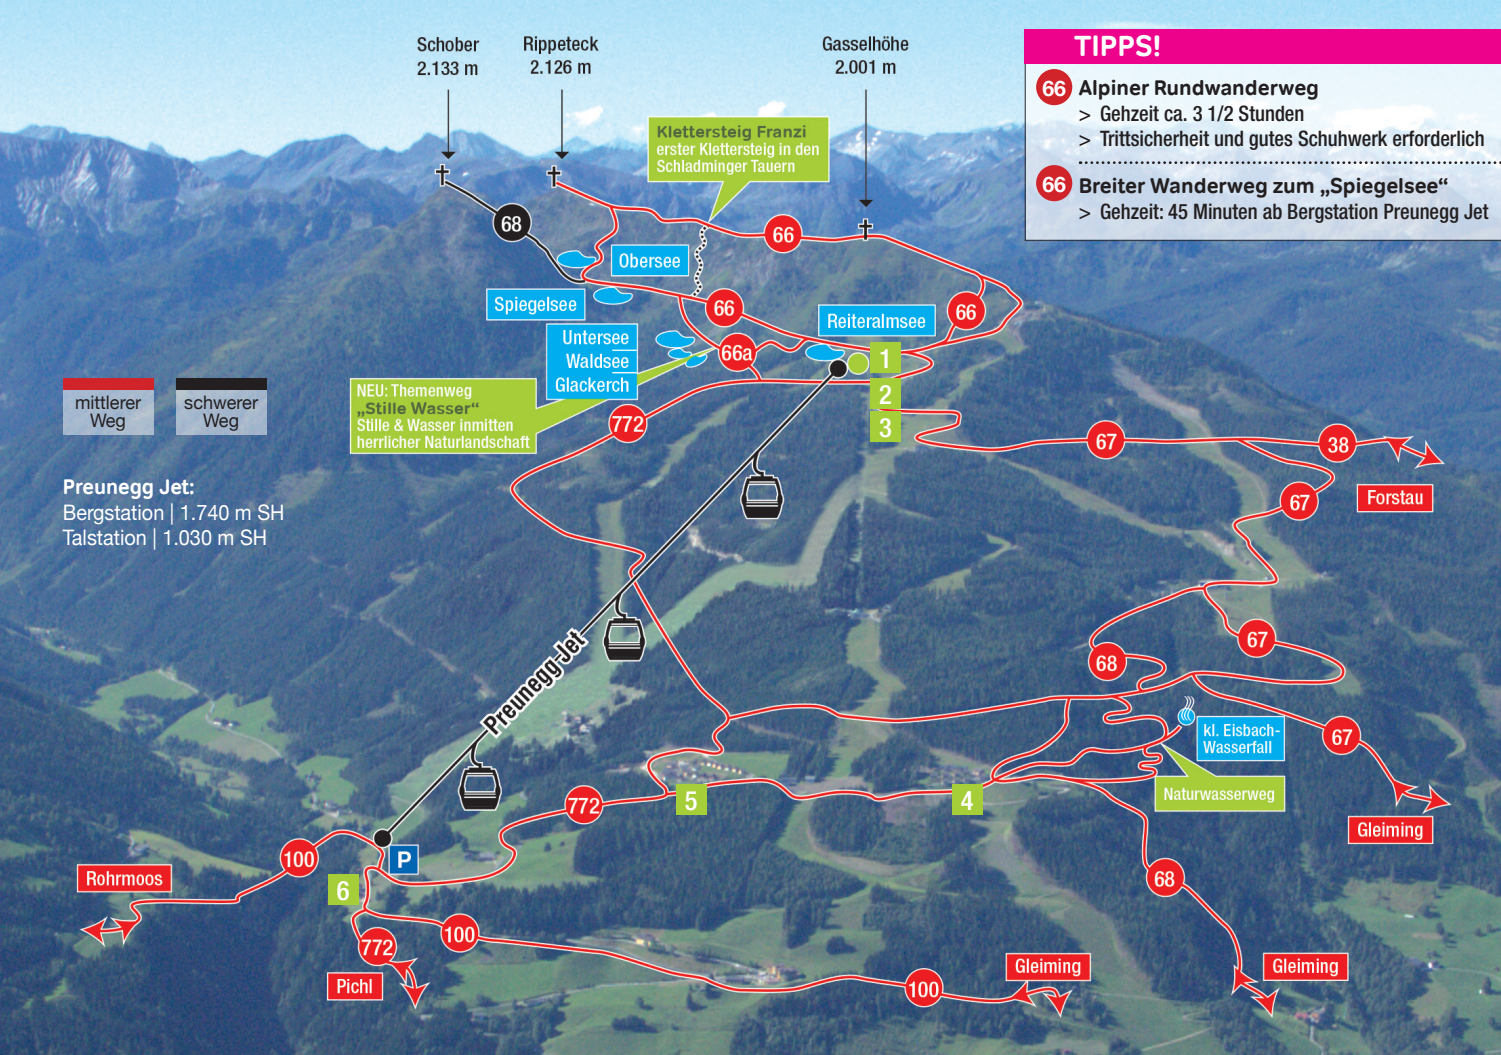 Schober
2.133 m
Rippeteck
2.126 m
Gasselhöhe
2.001 m
TIPPS!
66 Alpiner Rundwanderweg
> Gehzeit ca. 3 1/2 Stunden
> Trittsicherheit und gutes Schuhwerk erforderlich
66 Breiter Wanderweg zum „Spiegelsee“
> Gehzeit: 45 Minuten ab Bergstation Preunegg Jet
Klettersteig Franzi
erster Klettersteig in den
Schladminger Tauern
68
66
Obersee
Spiegelsee
66
66
Reiteralmsee
Untersee
Waldsee
Glackerch
66a
1
2
3
NEU: Themenweg
„Stille Wasser“
Stille & Wasser inmitten
herrlicher Naturlandschaft
mittlerer
Weg
schwerer
Weg
772
67
38
Forstau
67
Preunegg Jet:
Bergstation | 1.740 m SH
Talstation | 1.030 m SH
Preunegg Jet
67
68
kl. Eisbach-
Wasserfall
67
Naturwasserweg
Gleiming
772
5
4
P
100
Rohrmoos
6
68
772
100
Pichl
100
Gleiming
Gleiming